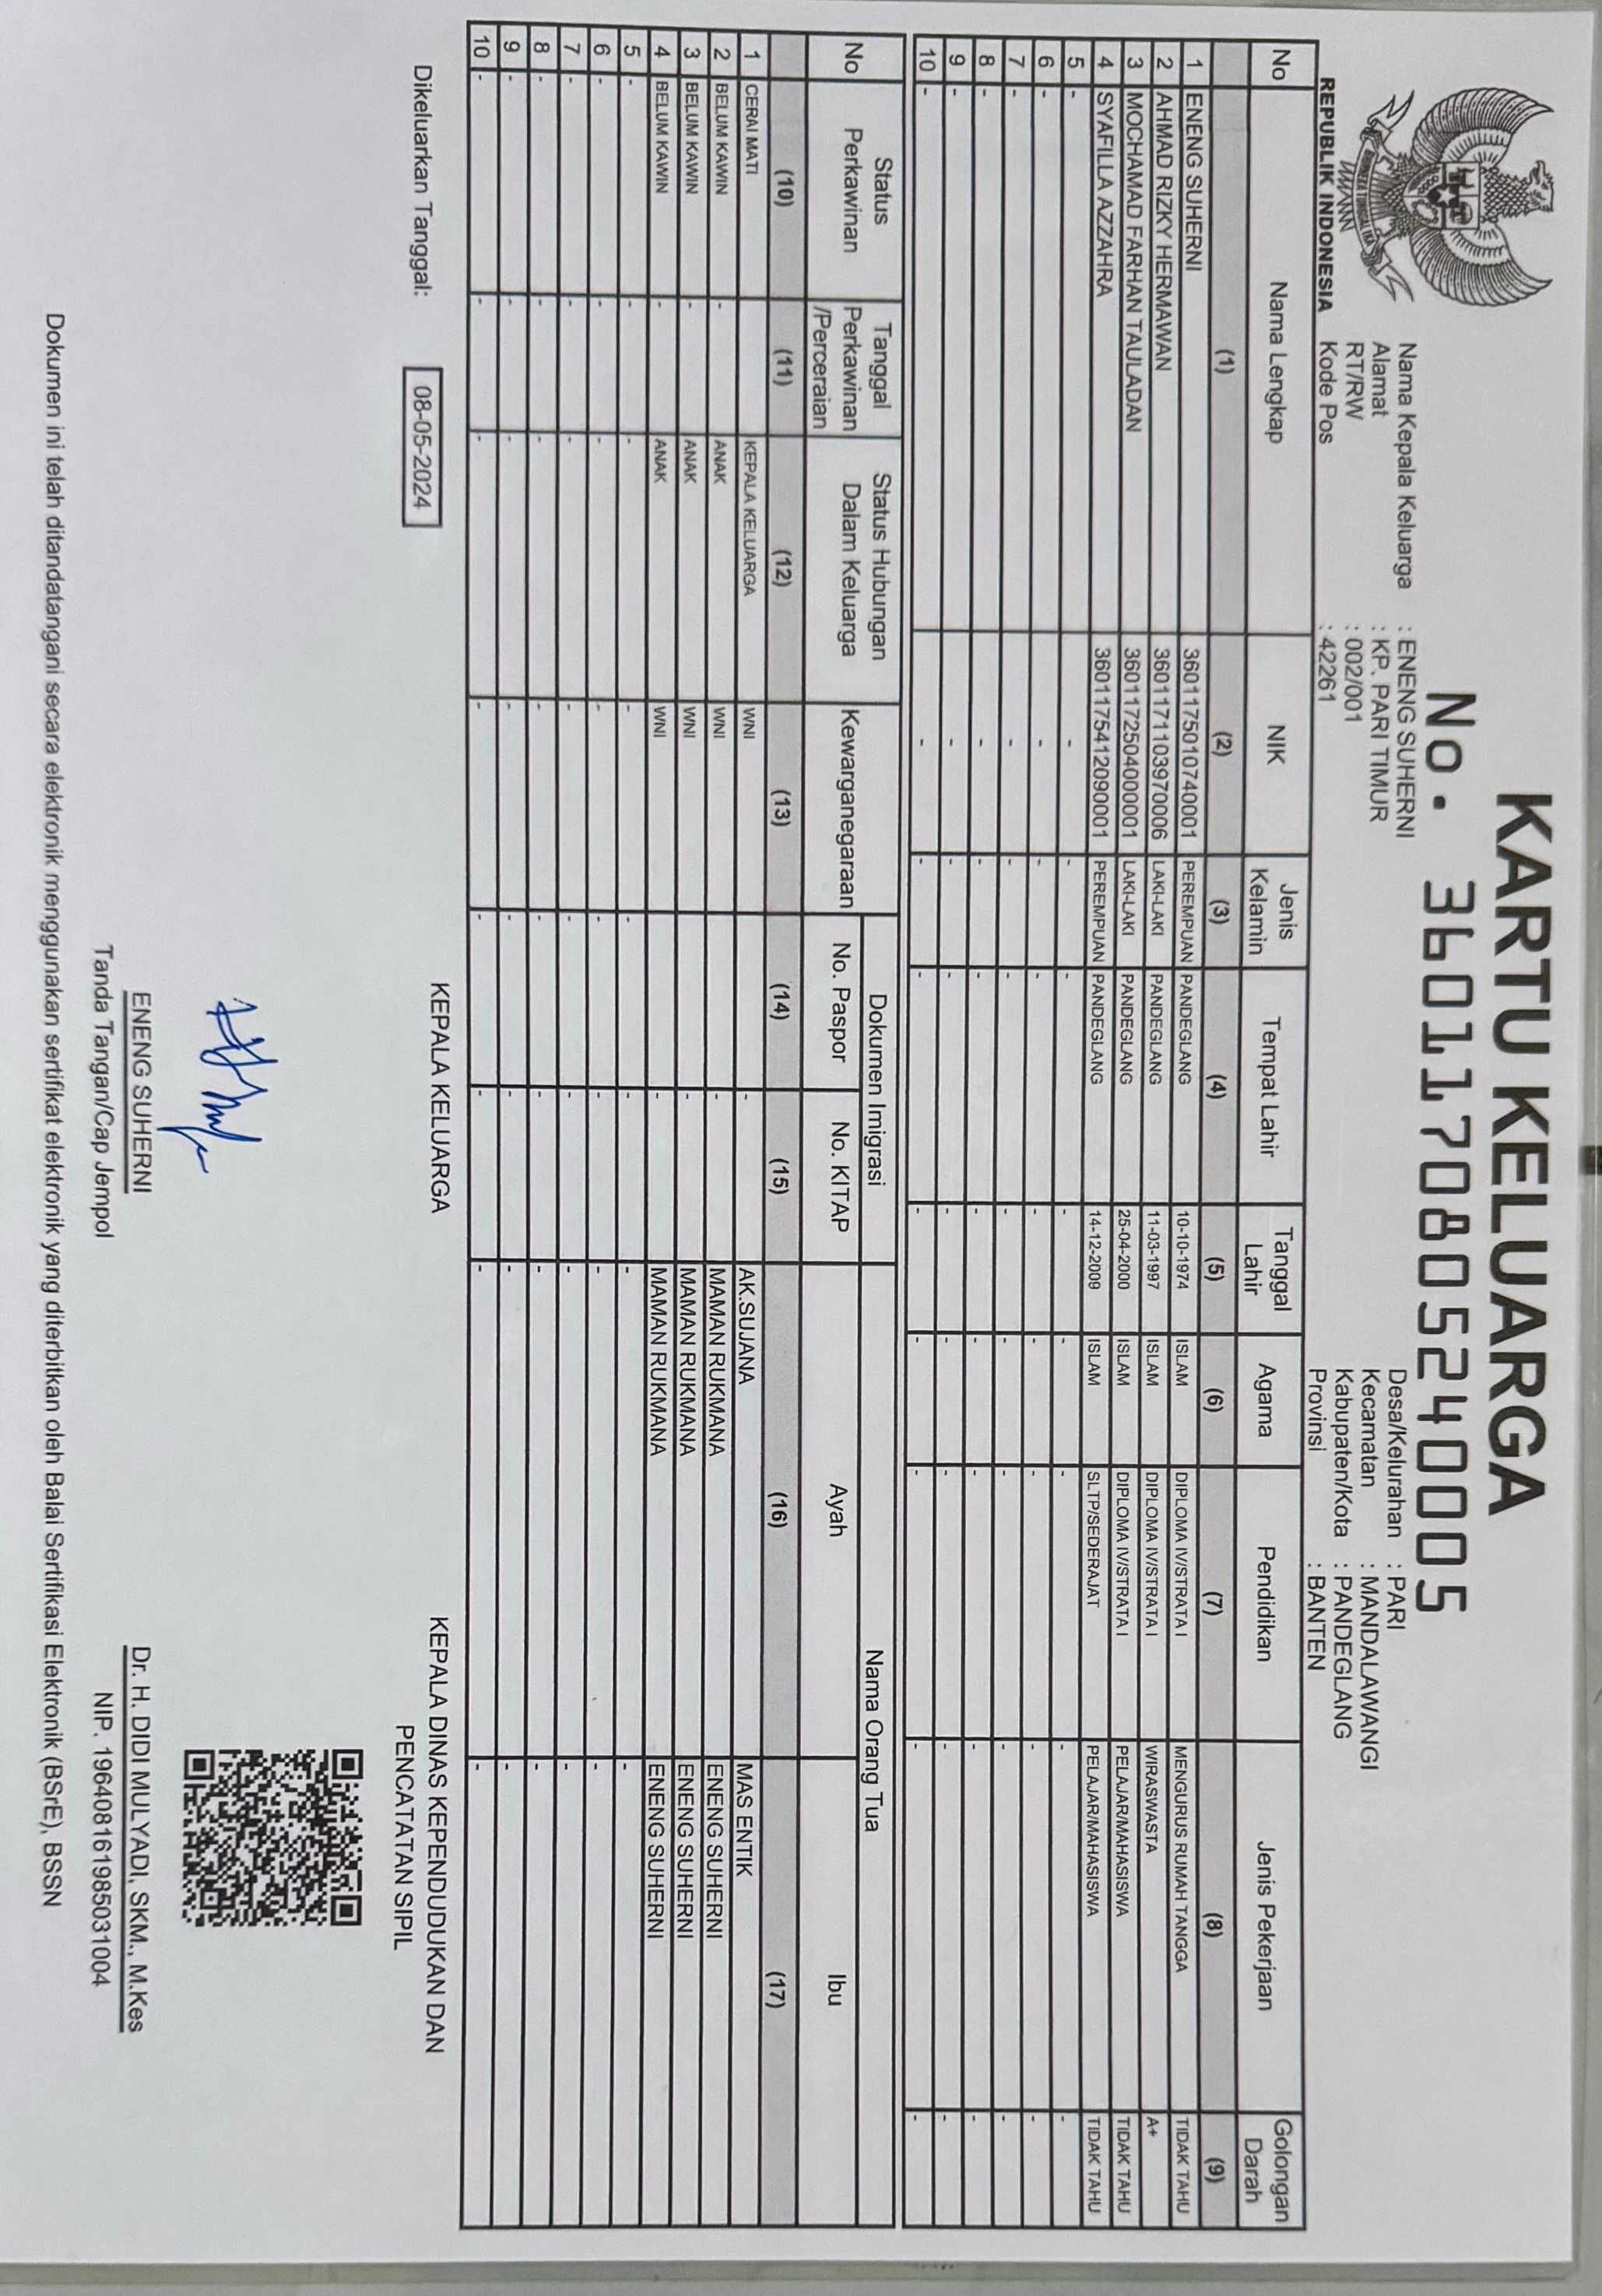 KARTU KELUARGA
No. 3601170805240005
REPUBLIK INDONESIA
Nama Kepala Keluarga : ENENG SUHERNI
Alamat : KP. PARI TIMUR
RT/RW : 002/001
Kode Pos : 42261
Desa/Kelurahan : PARI
Kecamatan : MANDALAWANGI
Kabupaten/Kota : PANDEGLANG
Provinsi : BANTEN
No Nama Lengkap NIK Jenis Kelamin Tempat Lahir Tanggal Lahir Agama Pendidikan Jenis Pekerjaan Golongan Darah
(1) (2) (3) (4) (5) (6) (7) (8) (9)
1 ENENG SUHERNI 3601175010740001 PEREMPUAN PANDEGLANG 10-10-1974 ISLAM DIPLOMA IV/STRATA I MENGURUS RUMAH TANGGA TIDAK TAHU
2 AHMAD RIZKY HERMAWAN 3601171103970006 LAKI-LAKI PANDEGLANG 11-03-1997 ISLAM DIPLOMA IV/STRATA I WIRASWASTA A+
3 MOCHAMAD FARHAN TAULADAN 3601172504000001 LAKI-LAKI PANDEGLANG 25-04-2000 ISLAM DIPLOMA IV/STRATA I PELAJAR/MAHASISWA TIDAK TAHU
4 SYAFILLA AZZAHRA 3601175412090001 PEREMPUAN PANDEGLANG 14-12-2009 ISLAM SLTP/SEDERAJAT PELAJAR/MAHASISWA TIDAK TAHU
5 - - - - - - - - -
6 - - - - - - - - -
7 - - - - - - - - -
8 - - - - - - - - -
9 - - - - - - - - -
10 - - - - - - - - -
No Status Perkawinan Tanggal Perkawinan /Perceraian Status Hubungan Dalam Keluarga Kewarganegaraan Dokumen Imigrasi Nama Orang Tua
No. Paspor No. KITAP Ayah Ibu
(10) (11) (12) (13) (14) (15) (16) (17)
1 CERAI MATI KEPALA KELUARGA WNI - AK.SUJANA MAS ENTIK
2 BELUM KAWIN - ANAK WNI - MAMAN RUKMANA ENENG SUHERNI
3 BELUM KAWIN - ANAK WNI - MAMAN RUKMANA ENENG SUHERNI
4 BELUM KAWIN - ANAK WNI - MAMAN RUKMANA ENENG SUHERNI
5 - - - - - - - -
6 - - - - - - - -
7 - - - - - - - -
8 - - - - - - - -
9 - - - - - - - -
10 - - - - - - - -
Dikeluarkan Tanggal: 08-05-2024
KEPALA KELUARGA
ENENG SUHERNI
Tanda Tangan/Cap Jempol
KEPALA DINAS KEPENDUDUKAN DAN
PENCATATAN SIPIL
Dr. H. DIDI MULYADI, SKM., M.Kes
NIP. 196408161985031004
Dokumen ini telah ditandatangani secara elektronik menggunakan sertifikat elektronik yang diterbitkan oleh Balai Sertifikasi Elektronik (BSrE), BSSN